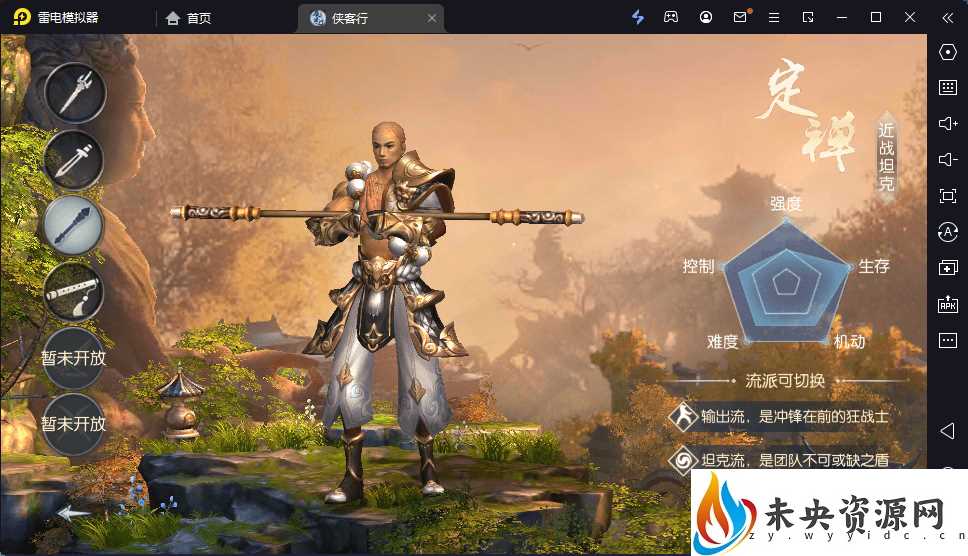 雷电模拟器
首页
侠客行
定禅
近战坦克
强度
控制
生存
难度
机动
流派可切换
输出流，是冲锋在前的狂战士
坦克流，是团队不可或缺之盾
暂未开放
暂未开放
APK
未央资源网
zy.wyyidc.cn